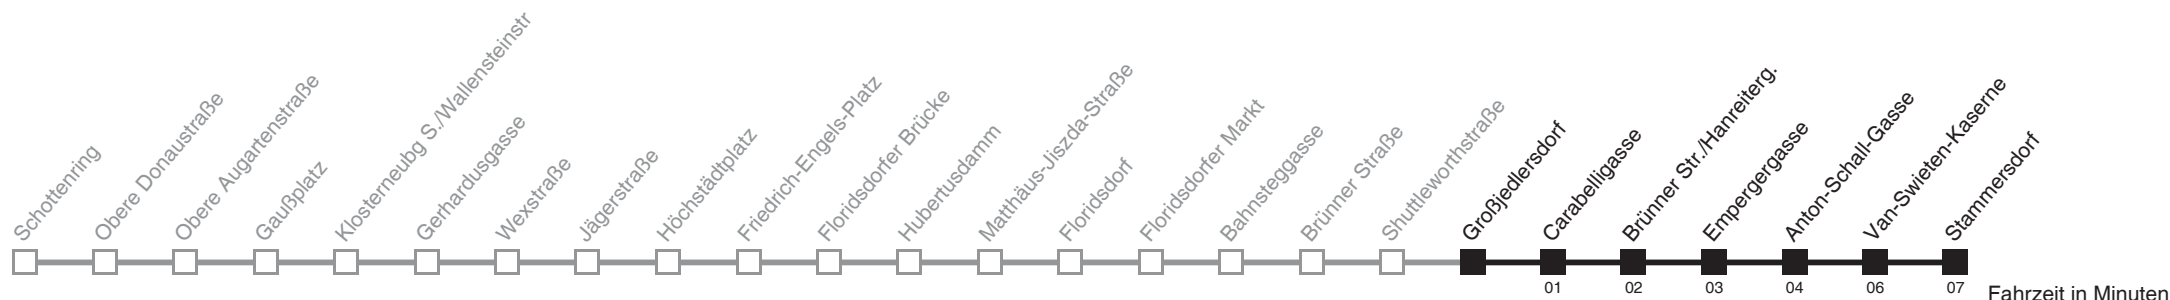 Schottenring
Obere Donaustraße
Obere Augartenstraße
Gaußplatz
Klosterneubg S./Wallensteinstr
Gerhardusgasse
Wexstraße
Jägerstraße
Höchstädtplatz
Friedrich-Engels-Platz
Floridsdorfer Brücke
Hubertusdamm
Matthäus-Jiszda-Straße
Floridsdorf
Floridsdorfer Markt
Bahnsteggasse
Brünner Straße
Shuttleworthstraße
Großjedlersdorf
Carabelligasse
Brünner Str./Hanreiterg.
Empergergasse
Anton-Schall-Gasse
Van-Swieten-Kaserne
Stammersdorf
01 02 03 04 06 07 Fahrzeit in Minuten